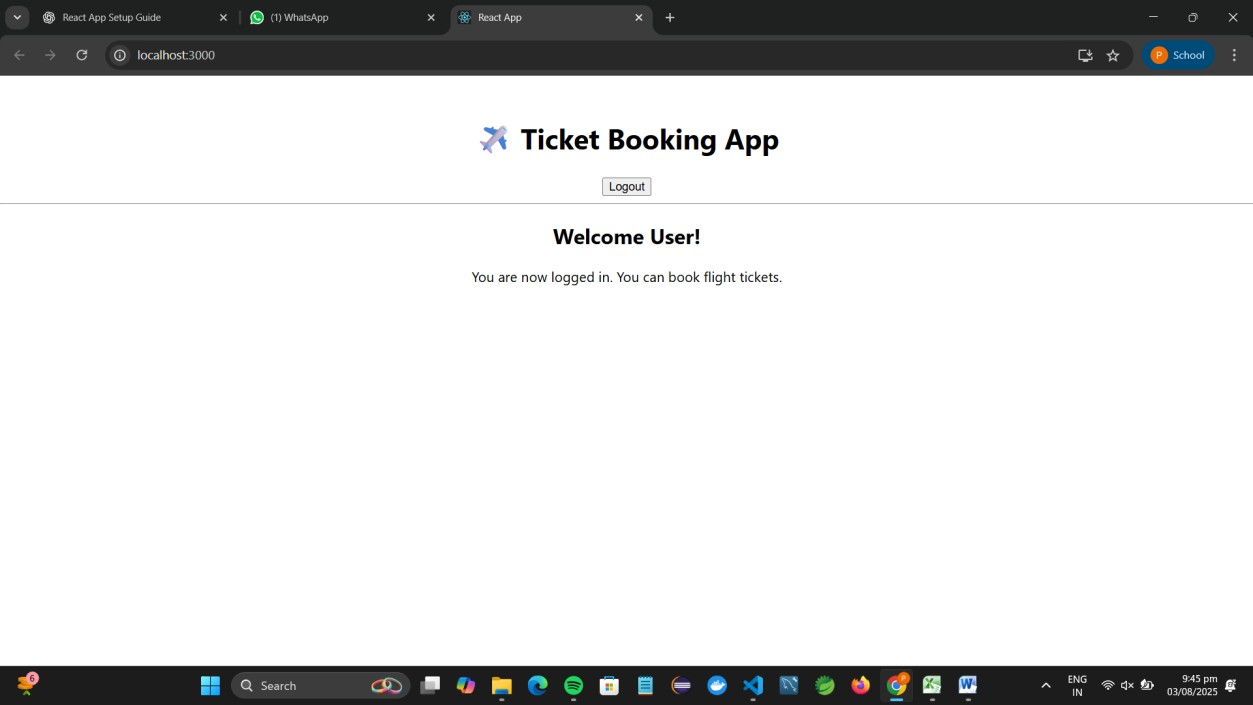 React App Setup Guide
(1) WhatsApp
React App
localhost:3000
P
School
Ticket Booking App
Logout
Welcome User!
You are now logged in. You can book flight tickets.
6
Search
P
ENG
IN
9:45 pm
03/08/2025